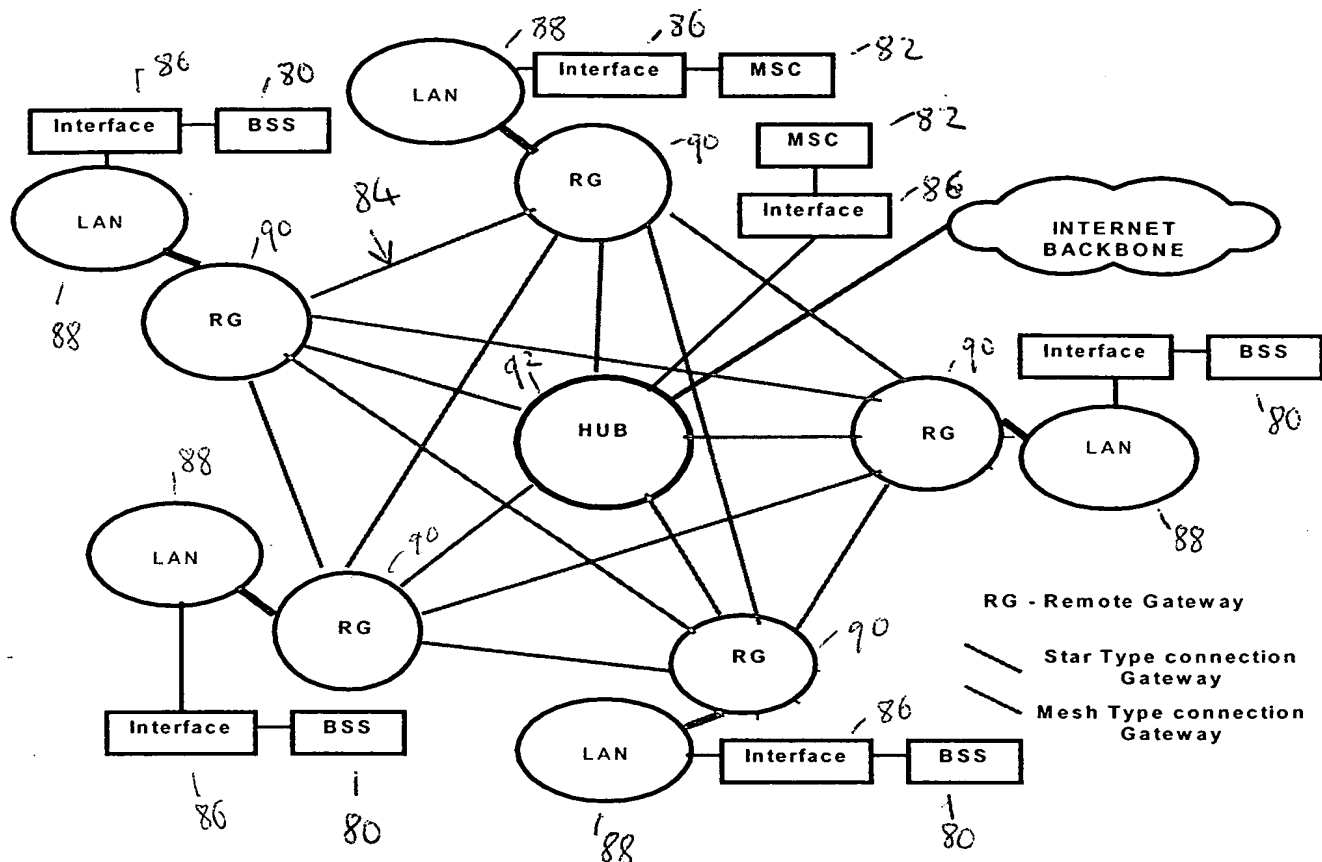 88
86
82
Interface
MSC
LAN
86
80
Interface
BSS
82
MSC
90
RG
86
Interface
LAN
84
INTERNET
BACKBONE
90
88
RG
92
90
Interface
BSS
80
HUB
RG
LAN
88
88
LAN
90
RG
RG
90
RG - Remote Gateway
Star Type connection
Gateway
Mesh Type connection
Gateway
Interface
BSS
86
80
LAN
86
Interface
BSS
88
80